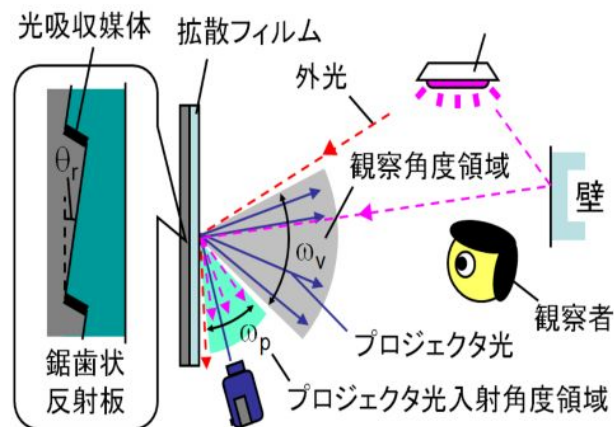 光吸収媒体
拡散フィルム
外光
θr
観察角度領域
壁
ωv
観察者
ωp
プロジェクタ光
鋸歯状
反射板
プロジェクタ光入射角度領域